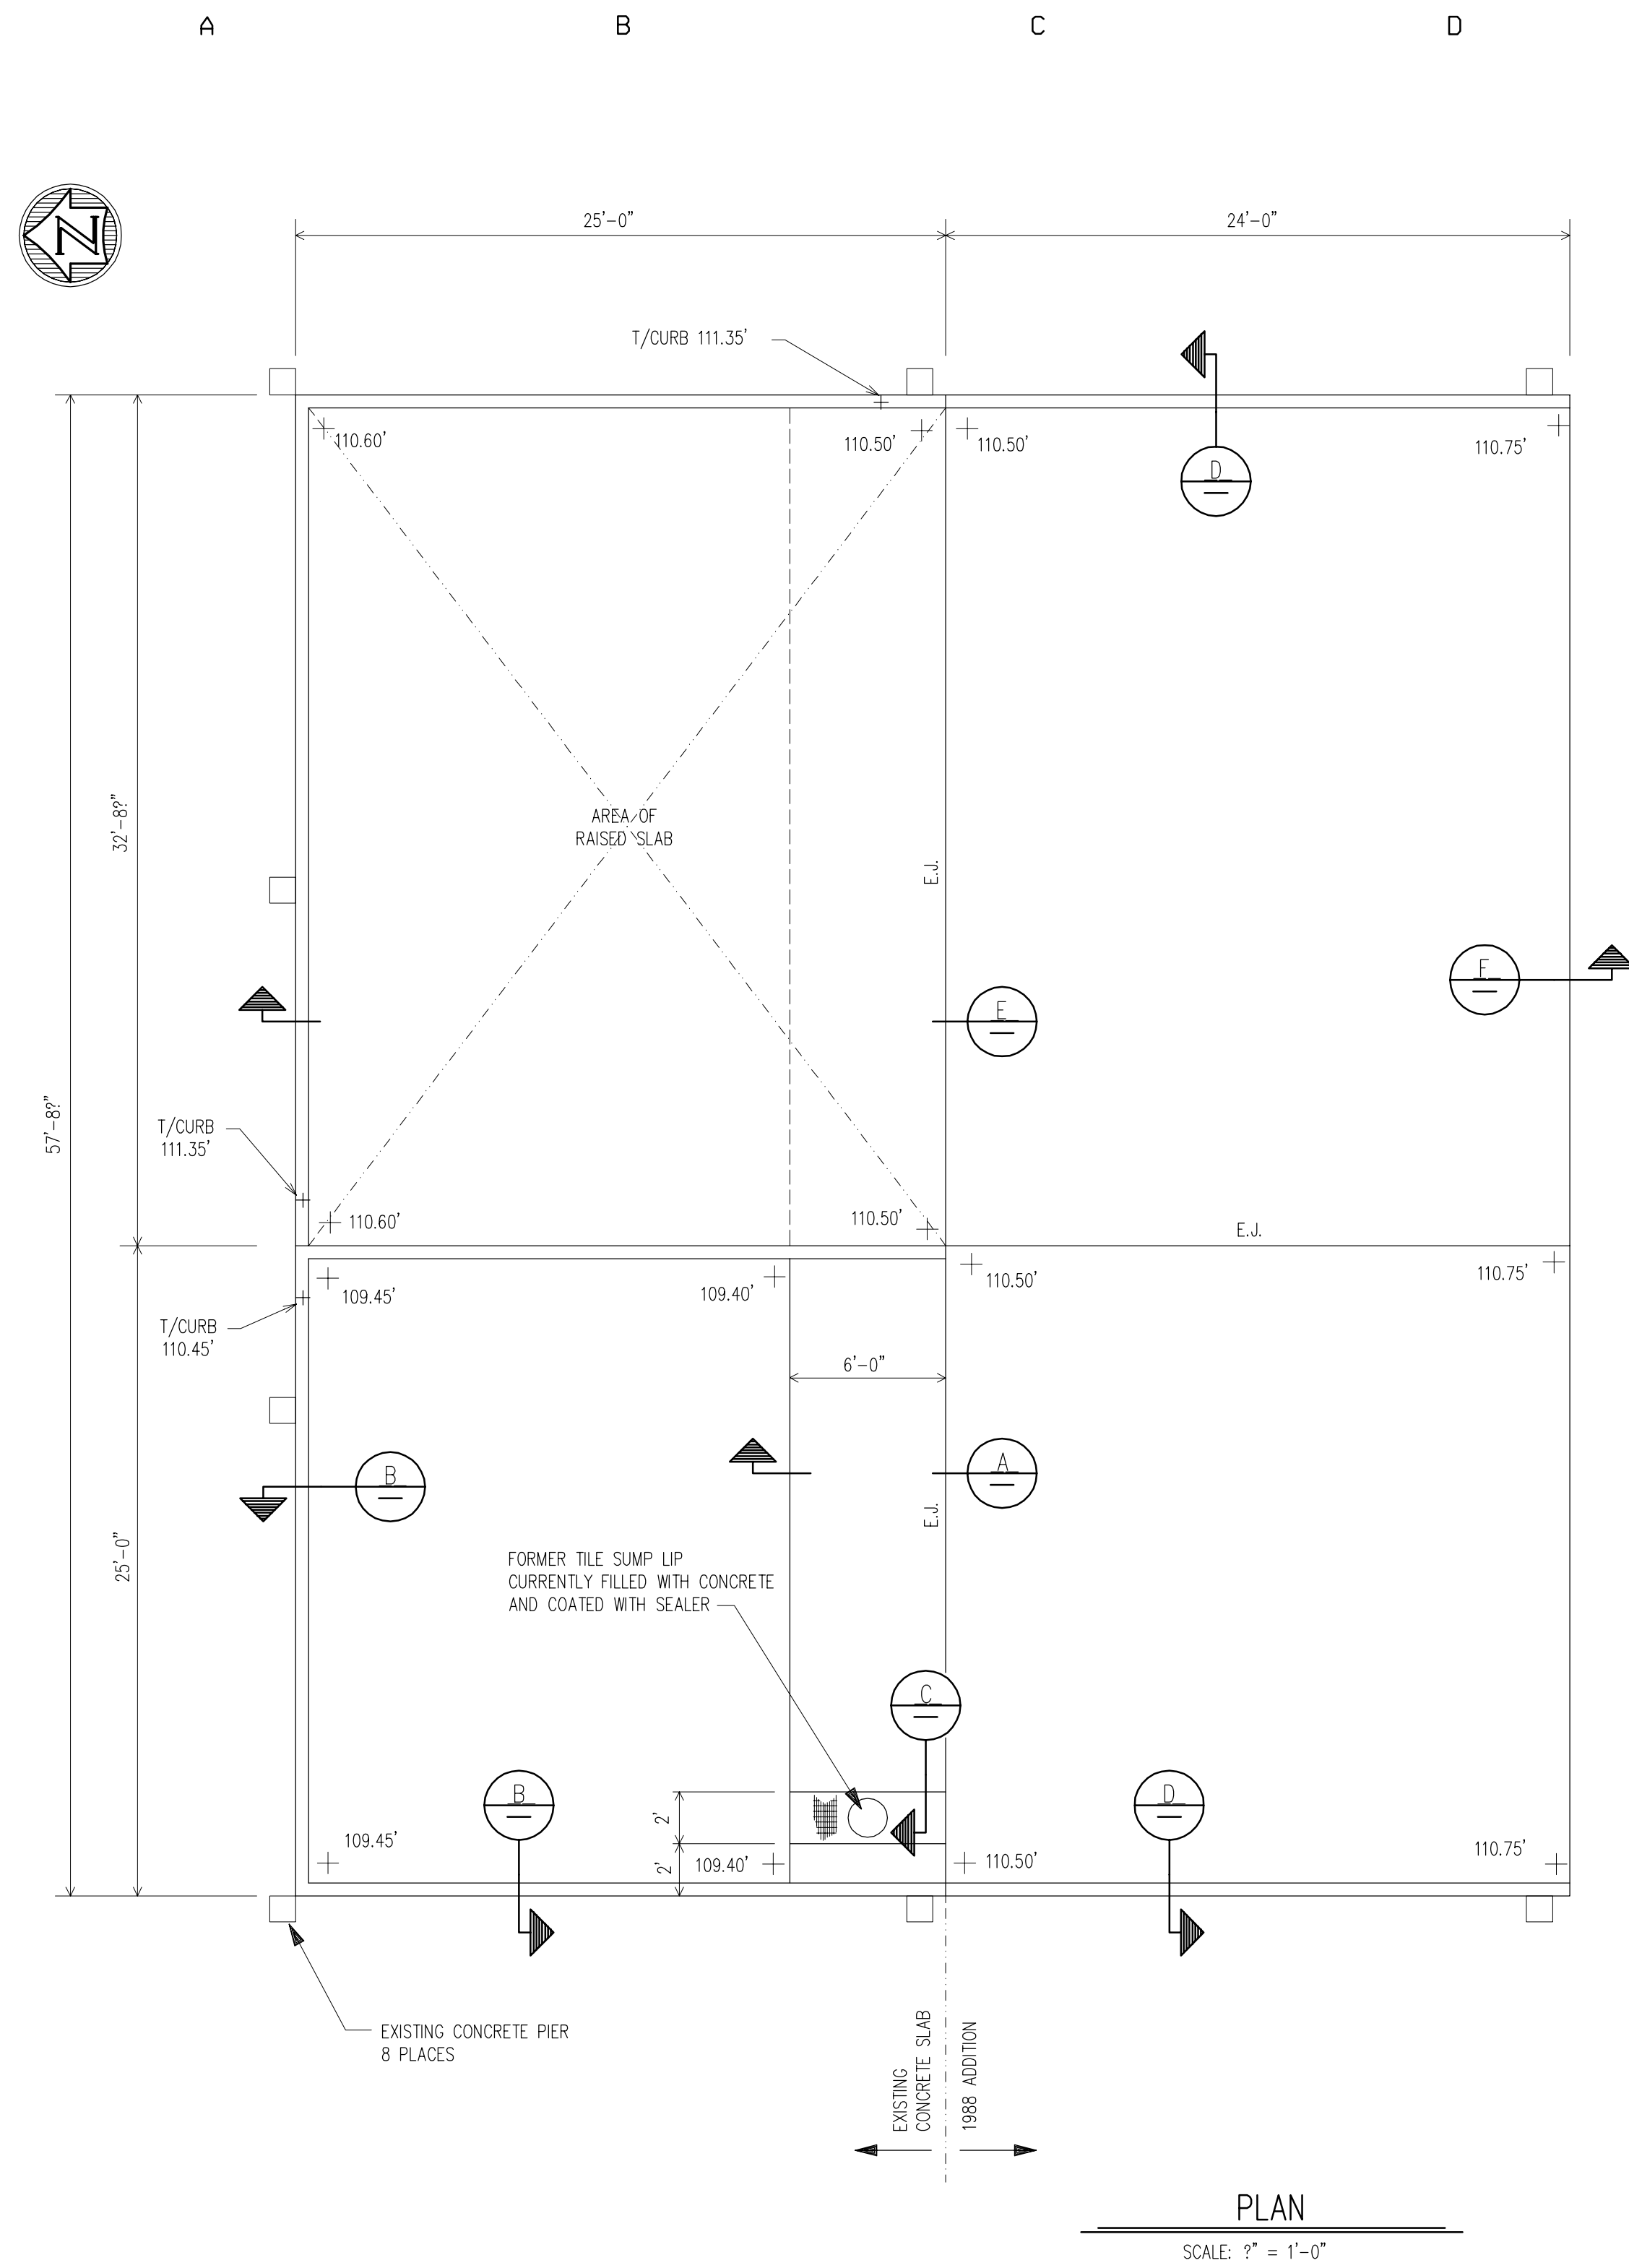 A B C D
N
25'-0" 24'-0"
T/CURB 111.35'
110.60' 110.50' 110.50' 110.75'
D
32'-8?"
AREA OF
RAISED SLAB
E.J.
F
E
57'-8?"
T/CURB
111.35'
110.60' 110.50'
E.J.
109.45' 109.40' 110.50' 110.75'
T/CURB
110.45'
6'-0"
B
A
E.J.
25'-0"
FORMER TILE SUMP LIP
CURRENTLY FILLED WITH CONCRETE
AND COATED WITH SEALER
C
B
D
2'
2'
109.45' 109.40' 110.50' 110.75'
EXISTING CONCRETE PIER
8 PLACES
EXISTING
CONCRETE SLAB
1988 ADDITION
PLAN
SCALE: ?" = 1'-0"